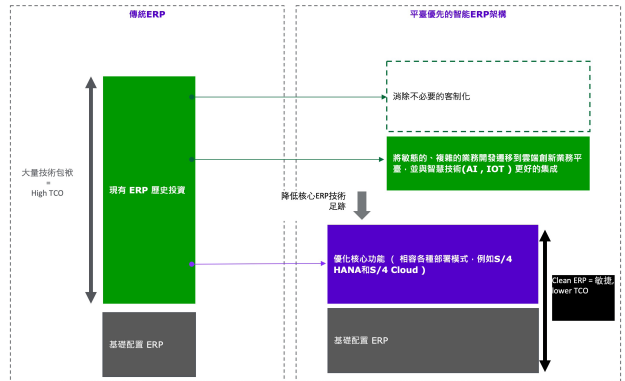 傳統ERP
平臺優先的智能ERP架構
消除不必要的客制化
將敏感的、複雜的業務開發遷移到雲端創新業務平
臺，並與智慧技術(AI , IOT ) 更好的集成
大量技術包袱
=
High TCO
現有 ERP 歷史投資
降低核心ERP技術
足跡
優化核心功能 （ 相容各種部署模式，例如S/4
HANA和S/4 Cloud )
Clean ERP = 敏捷,
lower TCO
基礎配置 ERP
基礎配置 ERP